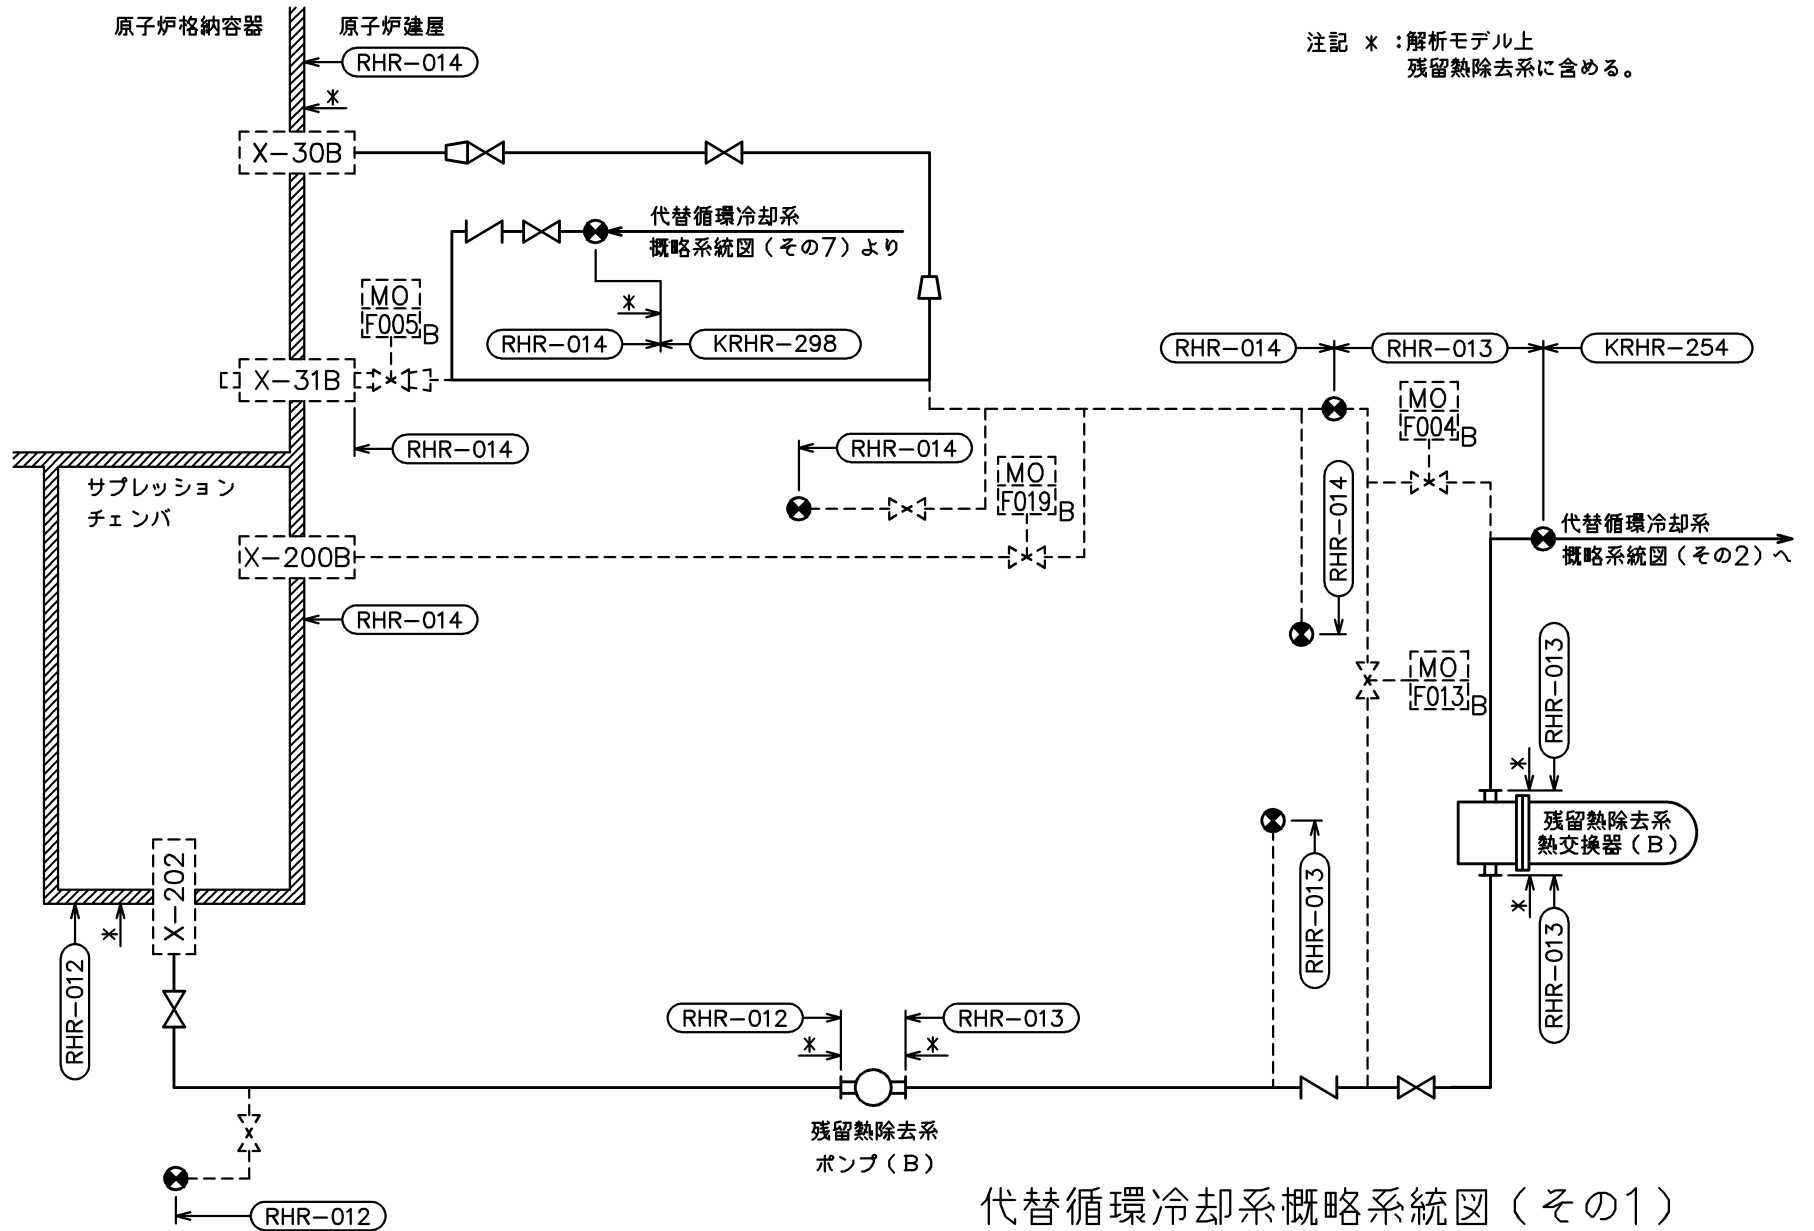 原子炉格納容器
原子炉建屋
RHR-014
*
注記 * :解析モデル上
残留熱除去系に含める。
X-30B
代替循環冷却系
概略系統図(その7)より
MO
F005
B
*
RHR-014
KRHR-298
X-31B
RHR-014
RHR-013
KRHR-254
MO
F004
B
RHR-014
RHR-014
MO
F019
B
RHR-014
サプレッション
チェンバ
X-200B
代替循環冷却系
概略系統図(その2)へ
RHR-014
MO
F013
B
RHR-013
*
残留熱除去系
熱交換器(B)
*
RHR-013
RHR-013
X-202
*
RHR-012
RHR-012
RHR-013
*
*
残留熱除去系
ポンプ(B)
RHR-012
代替循環冷却系概略系統図(その1)